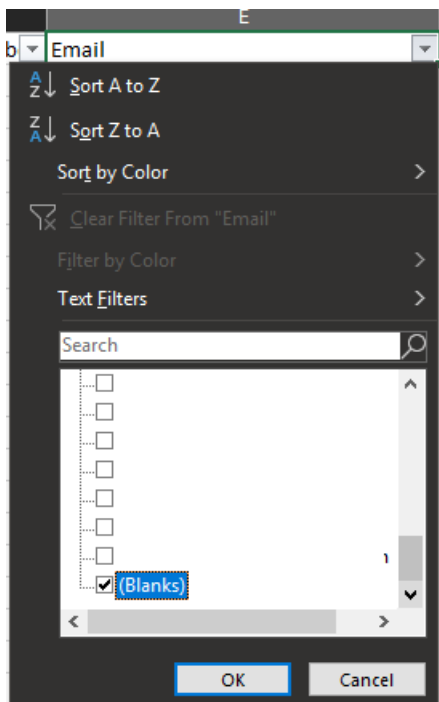 E
b Email
Sort A to Z
Sort Z to A
Sort by Color
Clear Filter From "Email"
Filter by Color
Text Filters
Search
(Blanks)
OK Cancel